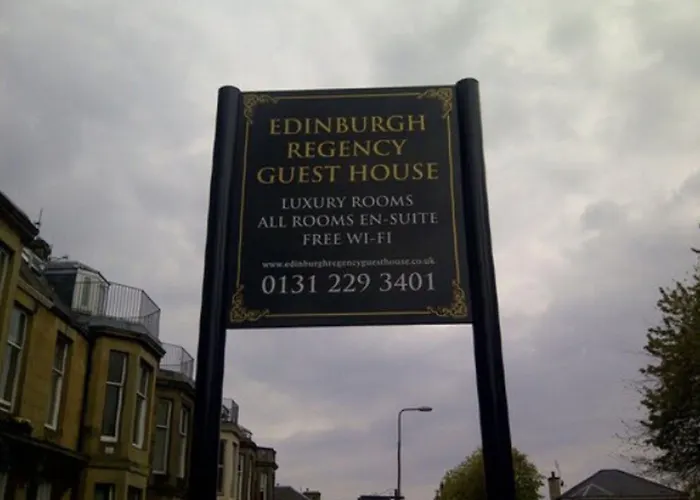 EDINBURGH
REGENCY
GUEST HOUSE
LUXURY ROOMS
ALL ROOMS EN-SUITE
FREE WI-FI
www.edinburghregencyguesthouse.co.uk
0131 229 3401